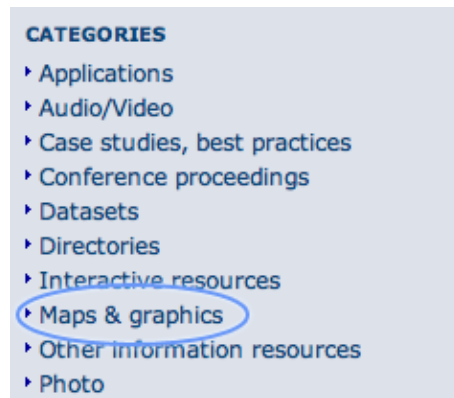 CATEGORIES
Applications
Audio/Video
Case studies, best practices
Conference proceedings
Datasets
Directories
Interactive resources
Maps & graphics
Other information resources
Photo